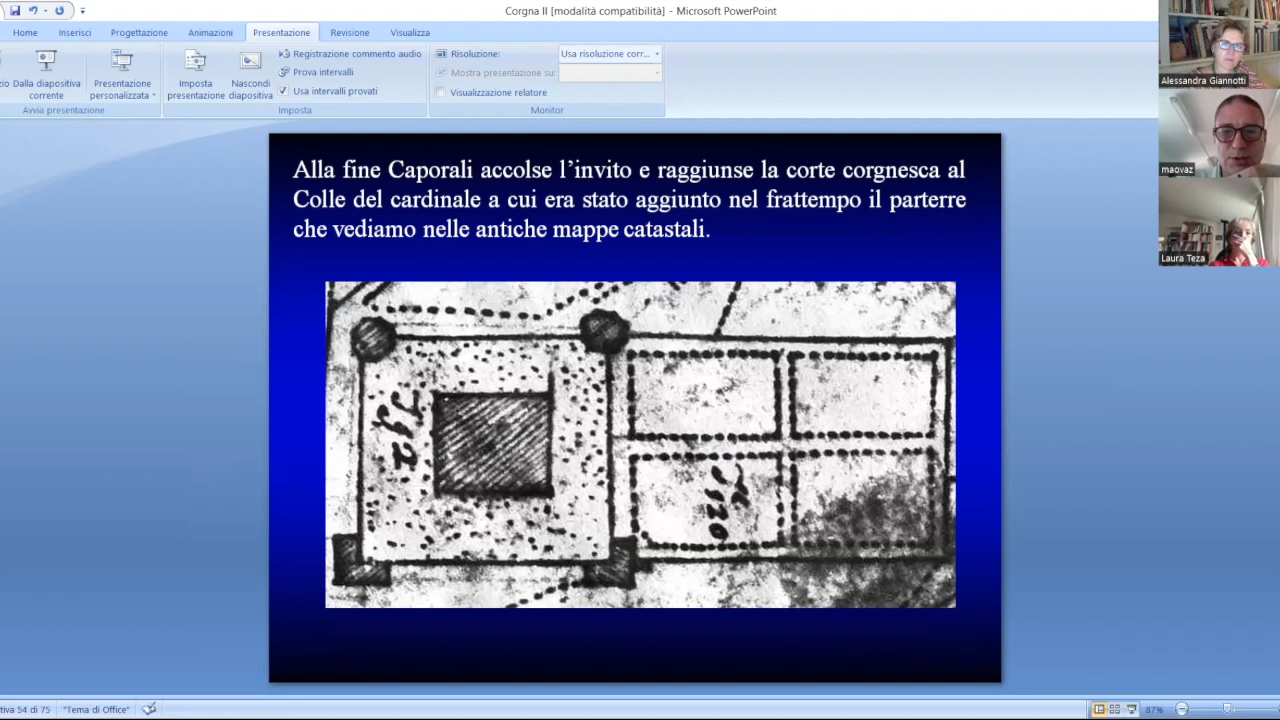 Corgna II [modalità compatibilità] - Microsoft PowerPoint
Home Inserisci Progettazione Animazioni Presentazione Revisione Visualizza
Dalla diapositiva corrente
Presentazione personalizzata
Avvia presentazione
Imposta presentazione
Nascondi diapositiva
Registrazione commento audio
Prova intervalli
Usa intervalli provati
Imposta
Risoluzione: Usa risoluzione corr...
Mostra presentazione su:
Visualizzazione relatore
Monitor
Alessandra Giannotti
maovaz
Laura Teza
Alla fine Caporali accolse l’invito e raggiunse la corte corgnesca al
Colle del cardinale a cui era stato aggiunto nel frattempo il parterre
che vediamo nelle antiche mappe catastali.
54 di 75 "Tema di Office" 87%